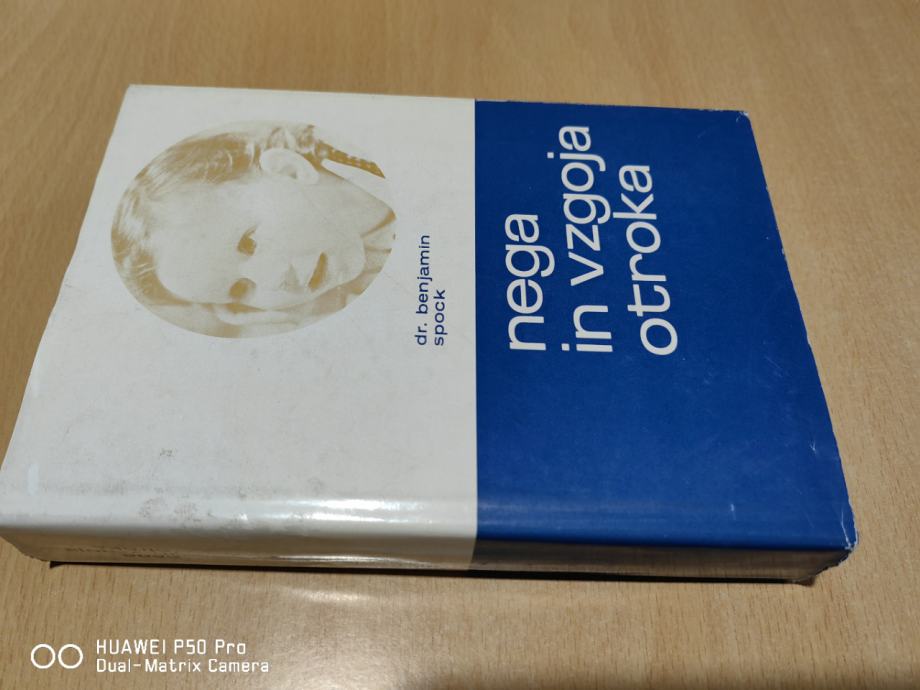 dr. benjamin
spock
nega
in vzgoja
otroka
HUAWEI P50 Pro
Dual-Matrix Camera